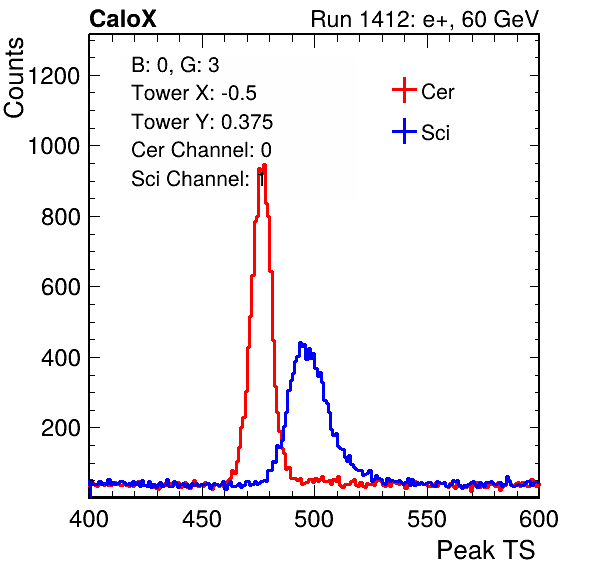 CaloX Run 1412: e+, 60 GeV
Counts
B: 0, G: 3
Tower X: -0.5
Tower Y: 0.375
Cer Channel: 0
Sci Channel: 1
Cer
Sci
1200
1000
800
600
400
200
400 450 500 550 600
Peak TS